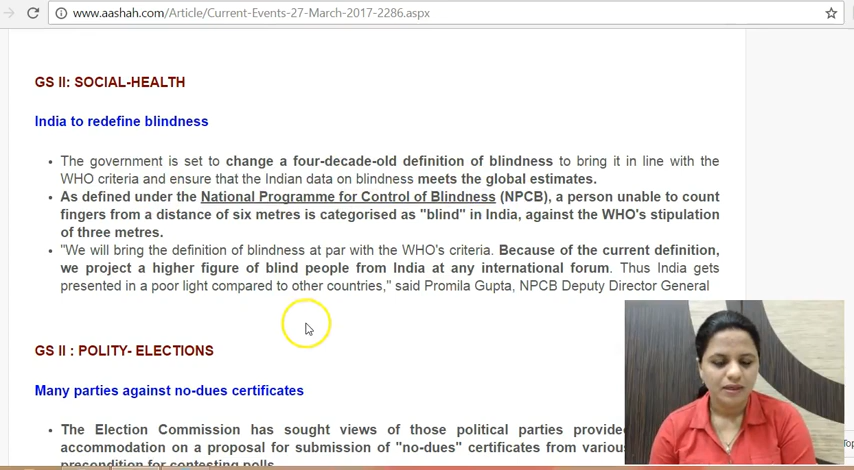 www.aashah.com/Article/Current-Events-27-March-2017-2286.aspx
GS II: SOCIAL-HEALTH
India to redefine blindness
The government is set to change a four-decade-old definition of blindness to bring it in line with the
WHO criteria and ensure that the Indian data on blindness meets the global estimates.
As defined under the National Programme for Control of Blindness (NPCB), a person unable to count
fingers from a distance of six metres is categorised as "blind" in India, against the WHO's stipulation
of three metres.
"We will bring the definition of blindness at par with the WHO's criteria. Because of the current definition,
we project a higher figure of blind people from India at any international forum. Thus India gets
presented in a poor light compared to other countries," said Promila Gupta, NPCB Deputy Director General
GS II : POLITY- ELECTIONS
Many parties against no-dues certificates
The Election Commission has sought views of those political parties provide
accommodation on a proposal for submission of "no-dues" certificates from various
precondition for contesting polls
Top